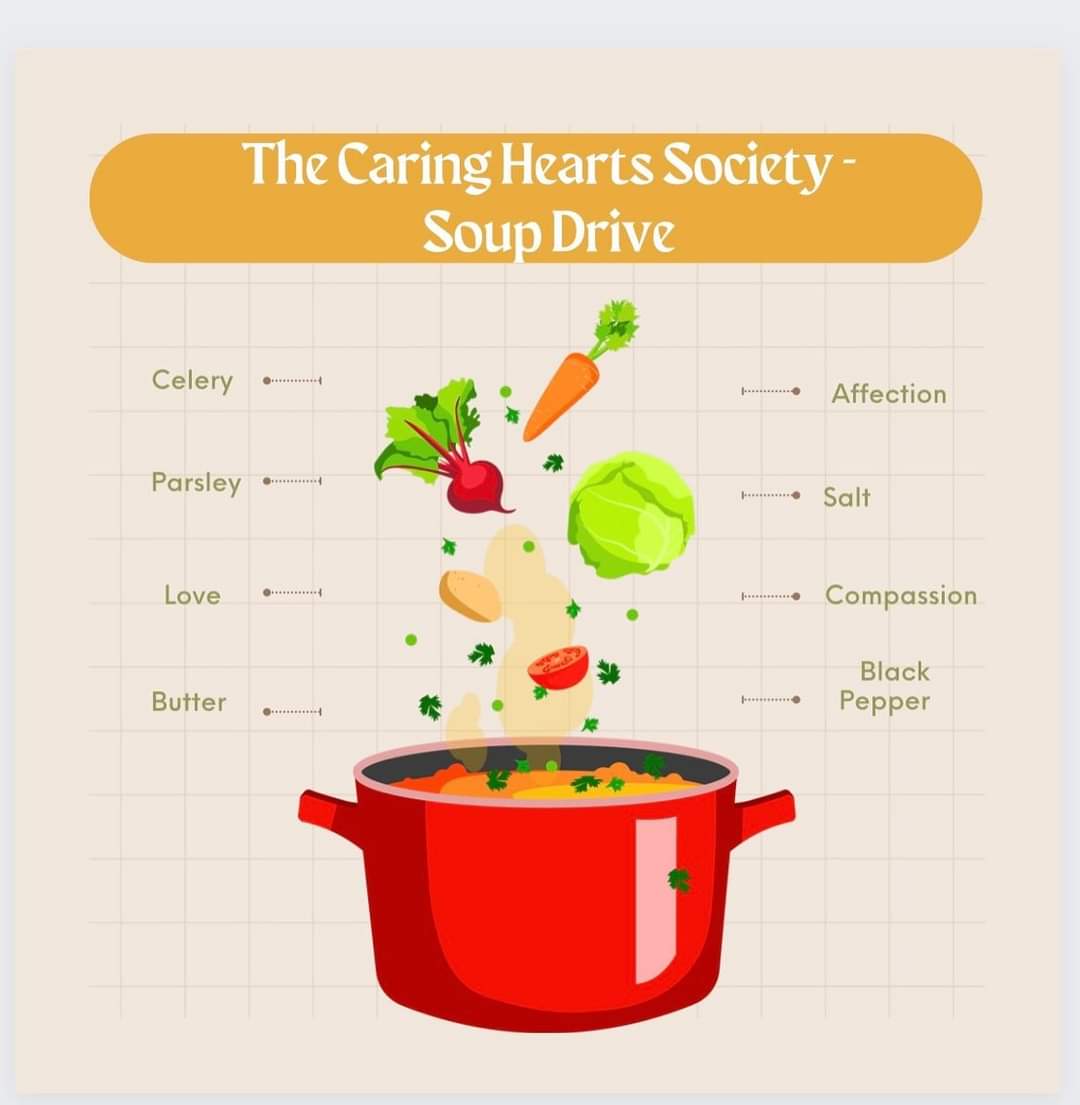 The Caring Hearts Society -
Soup Drive
Celery
Affection
Parsley
Salt
Love
Compassion
Butter
Black
Pepper